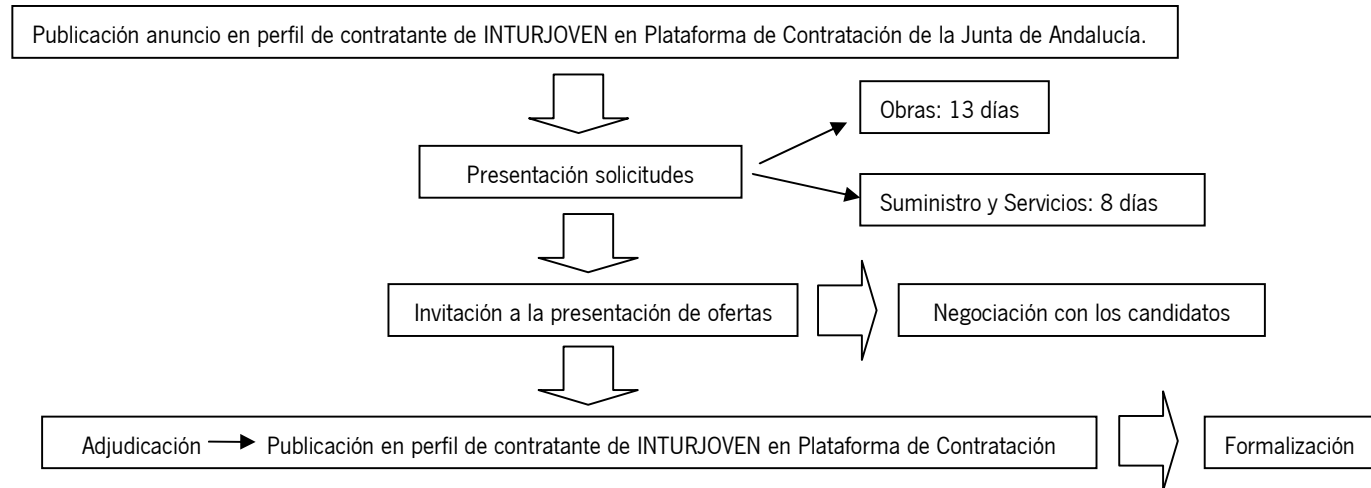 Publicación anuncio en perfil de contratante de INTURJOVEN en Plataforma de Contratación de la Junta de Andalucía.
Obras: 13 días
Presentación solicitudes
Suministro y Servicios: 8 días
Invitación a la presentación de ofertas
Negociación con los candidatos
Adjudicación
Publicación en perfil de contratante de INTURJOVEN en Plataforma de Contratación
Formalización